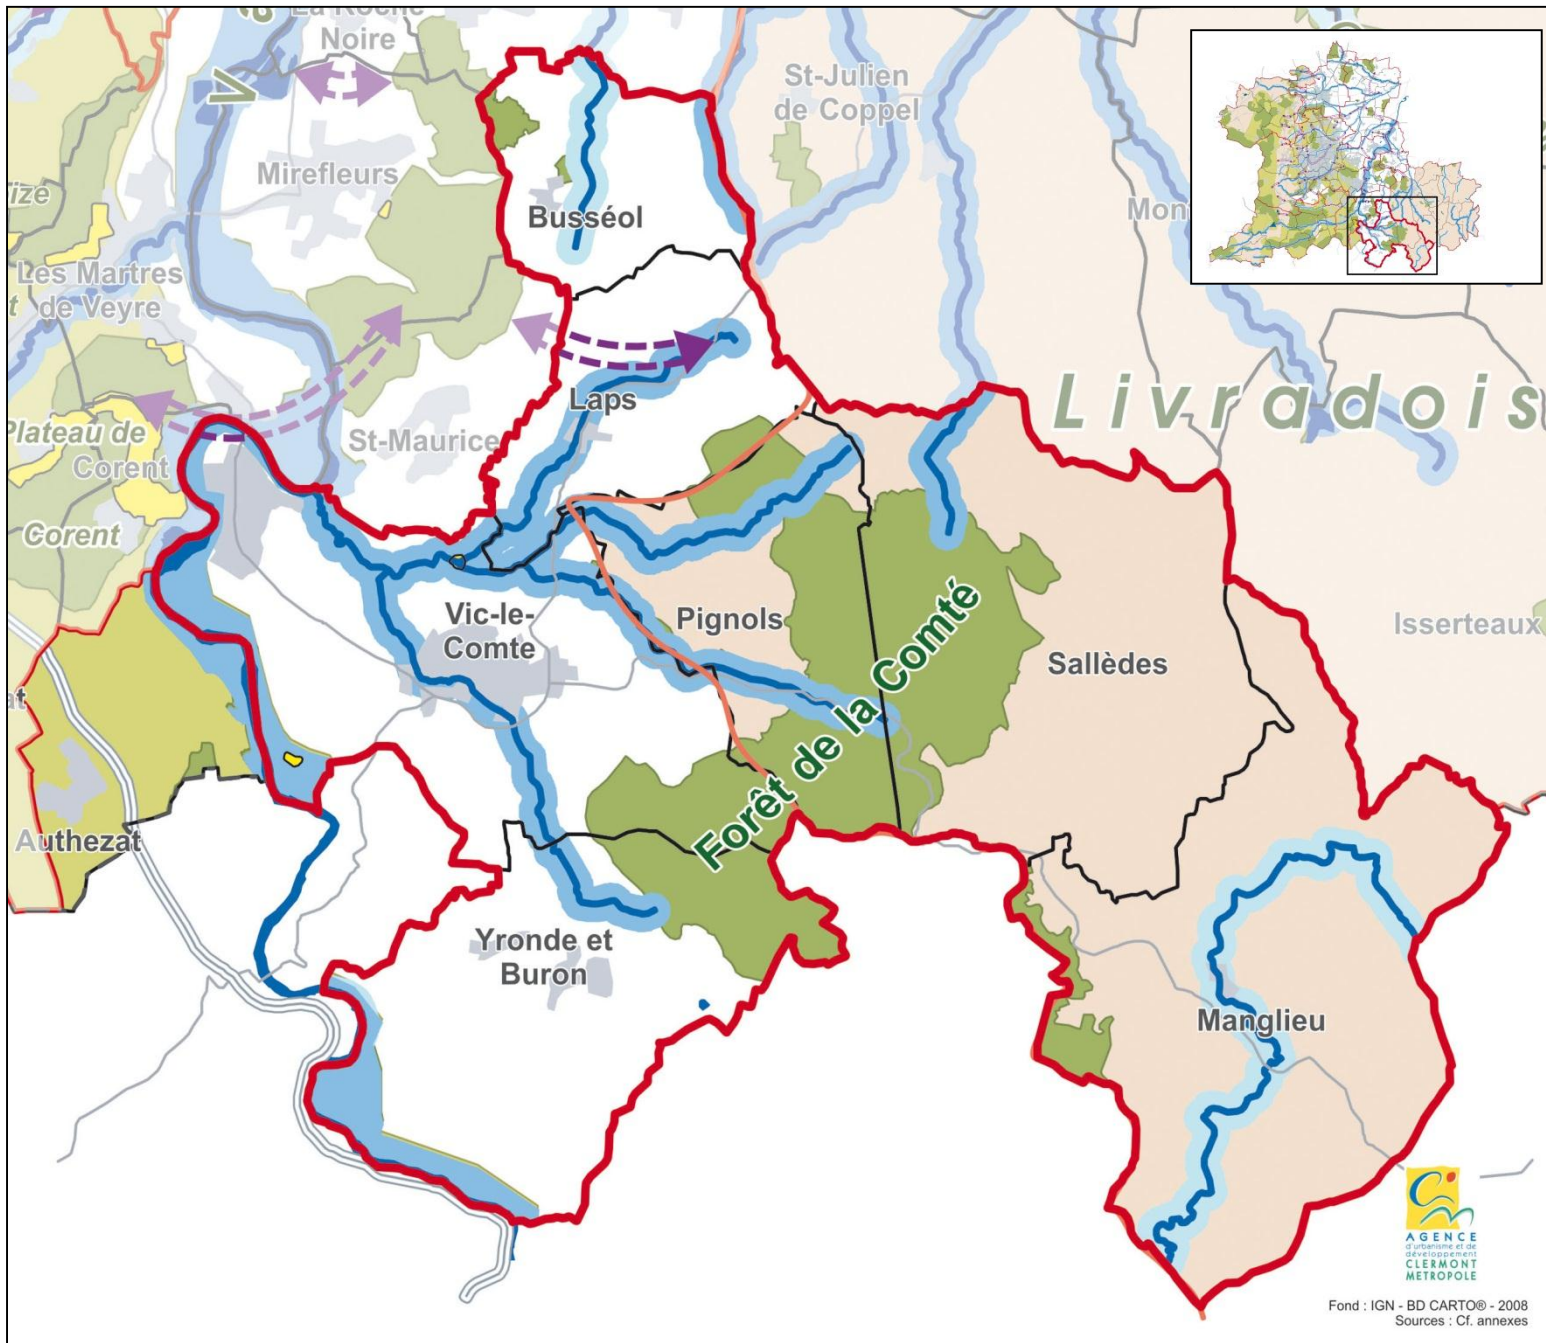 La Roche
Noire
St-Julien
de Coppel
Mirefleurs
Busséol
Les Martres
de Veyre
Laps
Livradois
St-Maurice
Plateau de
Corent
Corent
Vic-le-
Comte
Pignols
Forêt de la Comté
Sallèdes
Isserteaux
Authezat
Yronde et
Buron
Manglieu
AGENCE
d'urbanisme et de
développement
CLERMONT
METROPOLE
Fond : IGN - BD CARTO® - 2008
Sources : Cf. annexes